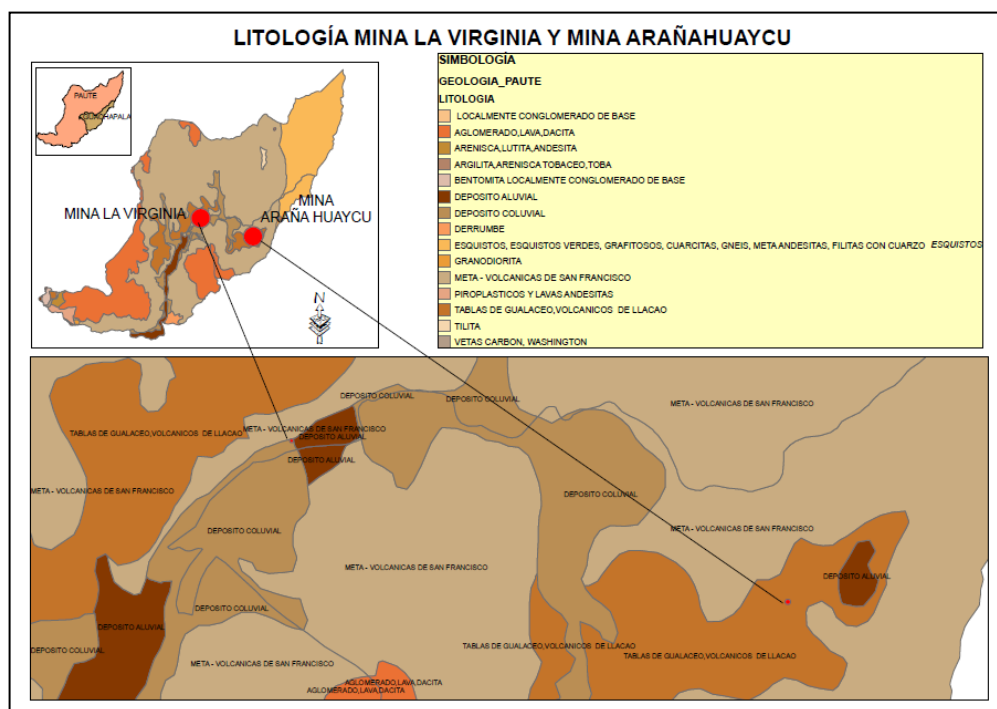 LITOLOGÍA MINA LA VIRGINIA Y MINA ARAÑAHUAYCU
PAUTE
GUACHAPALA
MINA LA VIRGINIA
MINA
ARAÑA HUAYCU
N
SIMBOLOGÍA
GEOLOGIA_PAUTE
LITOLOGIA
LOCALMENTE CONGLOMERADO DE BASE
AGLOMERADO,LAVA,DACITA
ARENISCA,LUTITA,ANDESITA
ARGILITA,ARENISCA TOBACEO,TOBA
BENTOMITA LOCALMENTE CONGLOMERADO DE BASE
DEPOSITO ALUVIAL
DEPOSITO COLUVIAL
DERRUMBE
ESQUISTOS, ESQUISTOS VERDES, GRAFITOSOS, CUARCITAS, GNEIS, META ANDESITAS, FILITAS CON CUARZO ESQUISTOS
GRANODIORITA
META - VOLCANICAS DE SAN FRANCISCO
PIROPLASTICOS Y LAVAS ANDESITAS
TABLAS DE GUALACEO,VOLCANICOS DE LLACAO
TILITA
VETAS CARBON, WASHINGTON
DEPOSITO COLUVIAL
DEPOSITO COLUVIAL
META - VOLCANICAS DE SAN FRANCISCO
META - VOLCANICAS DE SAN FRANCISCO
TABLAS DE GUALACEO,VOLCANICOS DE LLACAO
DEPOSITO ALUVIAL
DEPOSITO ALUVIAL
META - VOLCANICAS DE SAN FRANCISCO
DEPOSITO COLUVIAL
DEPOSITO COLUVIAL
META - VOLCANICAS DE SAN FRANCISCO
META - VOLCANICAS DE SAN FRANCISCO
DEPOSITO ALUVIAL
DEPOSITO COLUVIAL
DEPOSITO ALUVIAL
DEPOSITO COLUVIAL
TABLAS DE GUALACEO,VOLCANICOS DE LLACAO
TABLAS DE GUALACEO,VOLCANICOS DE LLACAO
META - VOLCANICAS DE SAN FRANCISCO
AGLOMERADO,LAVA,DACITA
AGLOMERADO,LAVA,DACITA